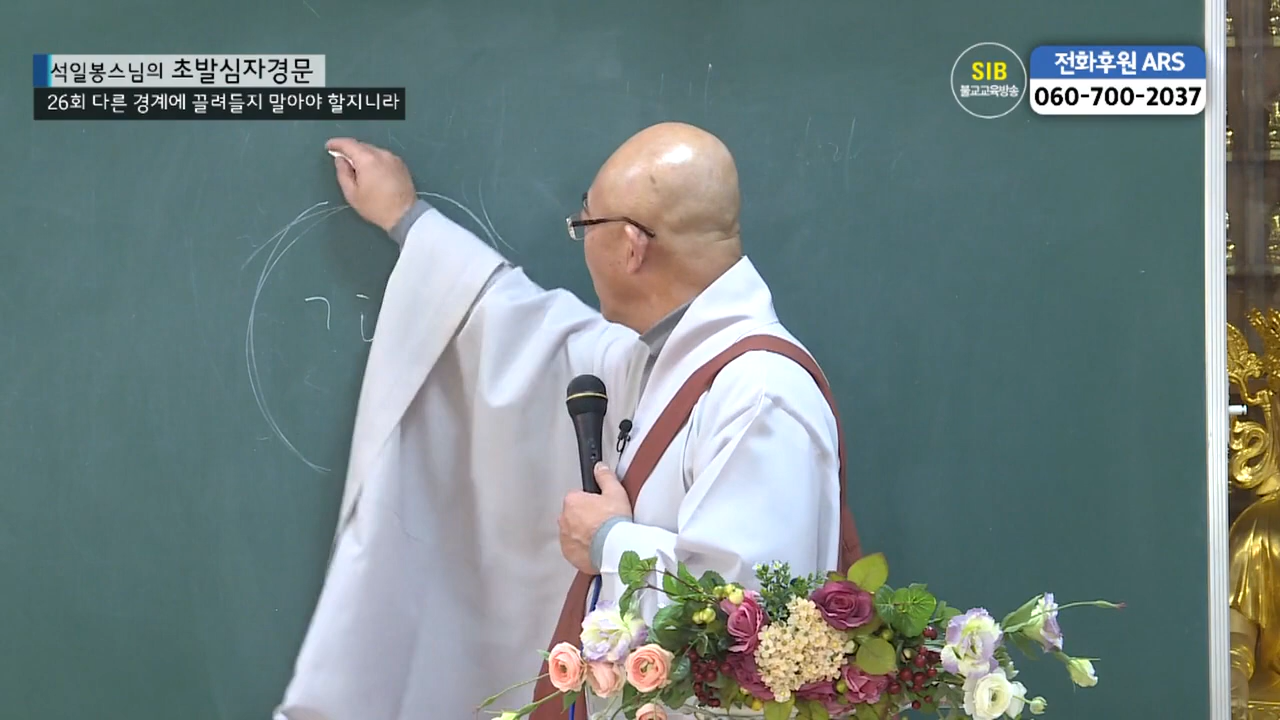 석일봉스님의 초발심자경문
26회 다른 경계에 끌려들지 말아야 할지니라
SIB
불교교육방송
전화후원 ARS
060-700-2037